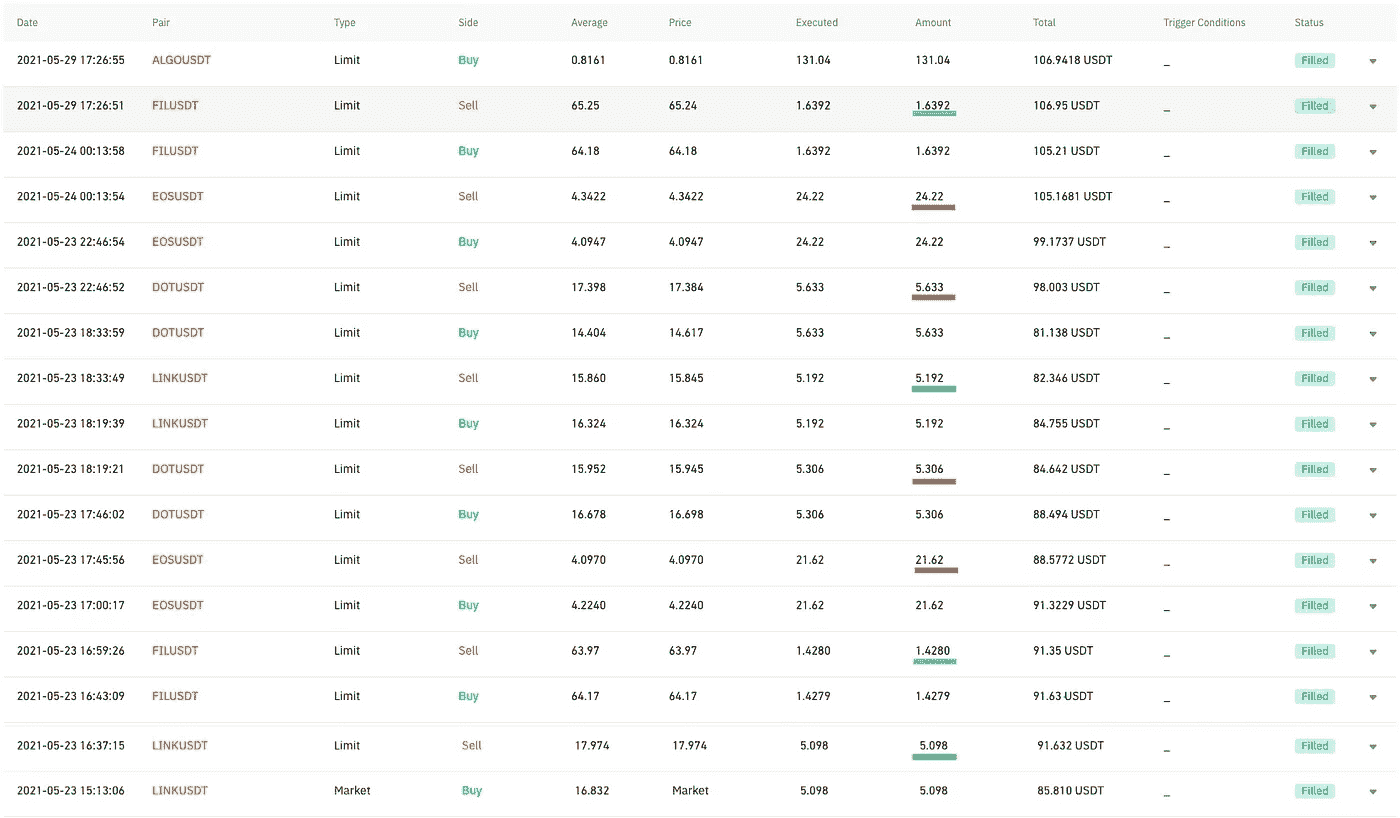 Date Pair Type Side Average Price Executed Amount Total Trigger Conditions Status
2021-05-29 17:26:55 ALGOUSDT Limit Buy 0.8161 0.8161 131.04 131.04 106.9418 USDT _ Filled
2021-05-29 17:26:51 FILUSDT Limit Sell 65.25 65.24 1.6392 1.6392 106.95 USDT _ Filled
2021-05-24 00:13:58 FILUSDT Limit Buy 64.18 64.18 1.6392 1.6392 105.21 USDT _ Filled
2021-05-24 00:13:54 EOSUSDT Limit Sell 4.3422 4.3422 24.22 24.22 105.1681 USDT _ Filled
2021-05-23 22:46:54 EOSUSDT Limit Buy 4.0947 4.0947 24.22 24.22 99.1737 USDT _ Filled
2021-05-23 22:46:52 DOTUSDT Limit Sell 17.398 17.384 5.633 5.633 98.003 USDT _ Filled
2021-05-23 18:33:59 DOTUSDT Limit Buy 14.404 14.617 5.633 5.633 81.138 USDT _ Filled
2021-05-23 18:33:49 LINKUSDT Limit Sell 15.860 15.845 5.192 5.192 82.346 USDT _ Filled
2021-05-23 18:19:39 LINKUSDT Limit Buy 16.324 16.324 5.192 5.192 84.755 USDT _ Filled
2021-05-23 18:19:21 DOTUSDT Limit Sell 15.952 15.945 5.306 5.306 84.642 USDT _ Filled
2021-05-23 17:46:02 DOTUSDT Limit Buy 16.678 16.698 5.306 5.306 88.494 USDT _ Filled
2021-05-23 17:45:56 EOSUSDT Limit Sell 4.0970 4.0970 21.62 21.62 88.5772 USDT _ Filled
2021-05-23 17:00:17 EOSUSDT Limit Buy 4.2240 4.2240 21.62 21.62 91.3229 USDT _ Filled
2021-05-23 16:59:26 FILUSDT Limit Sell 63.97 63.97 1.4280 1.4280 91.35 USDT _ Filled
2021-05-23 16:43:09 FILUSDT Limit Buy 64.17 64.17 1.4279 1.4279 91.63 USDT _ Filled
2021-05-23 16:37:15 LINKUSDT Limit Sell 17.974 17.974 5.098 5.098 91.632 USDT _ Filled
2021-05-23 15:13:06 LINKUSDT Market Buy 16.832 Market 5.098 5.098 85.810 USDT _ Filled